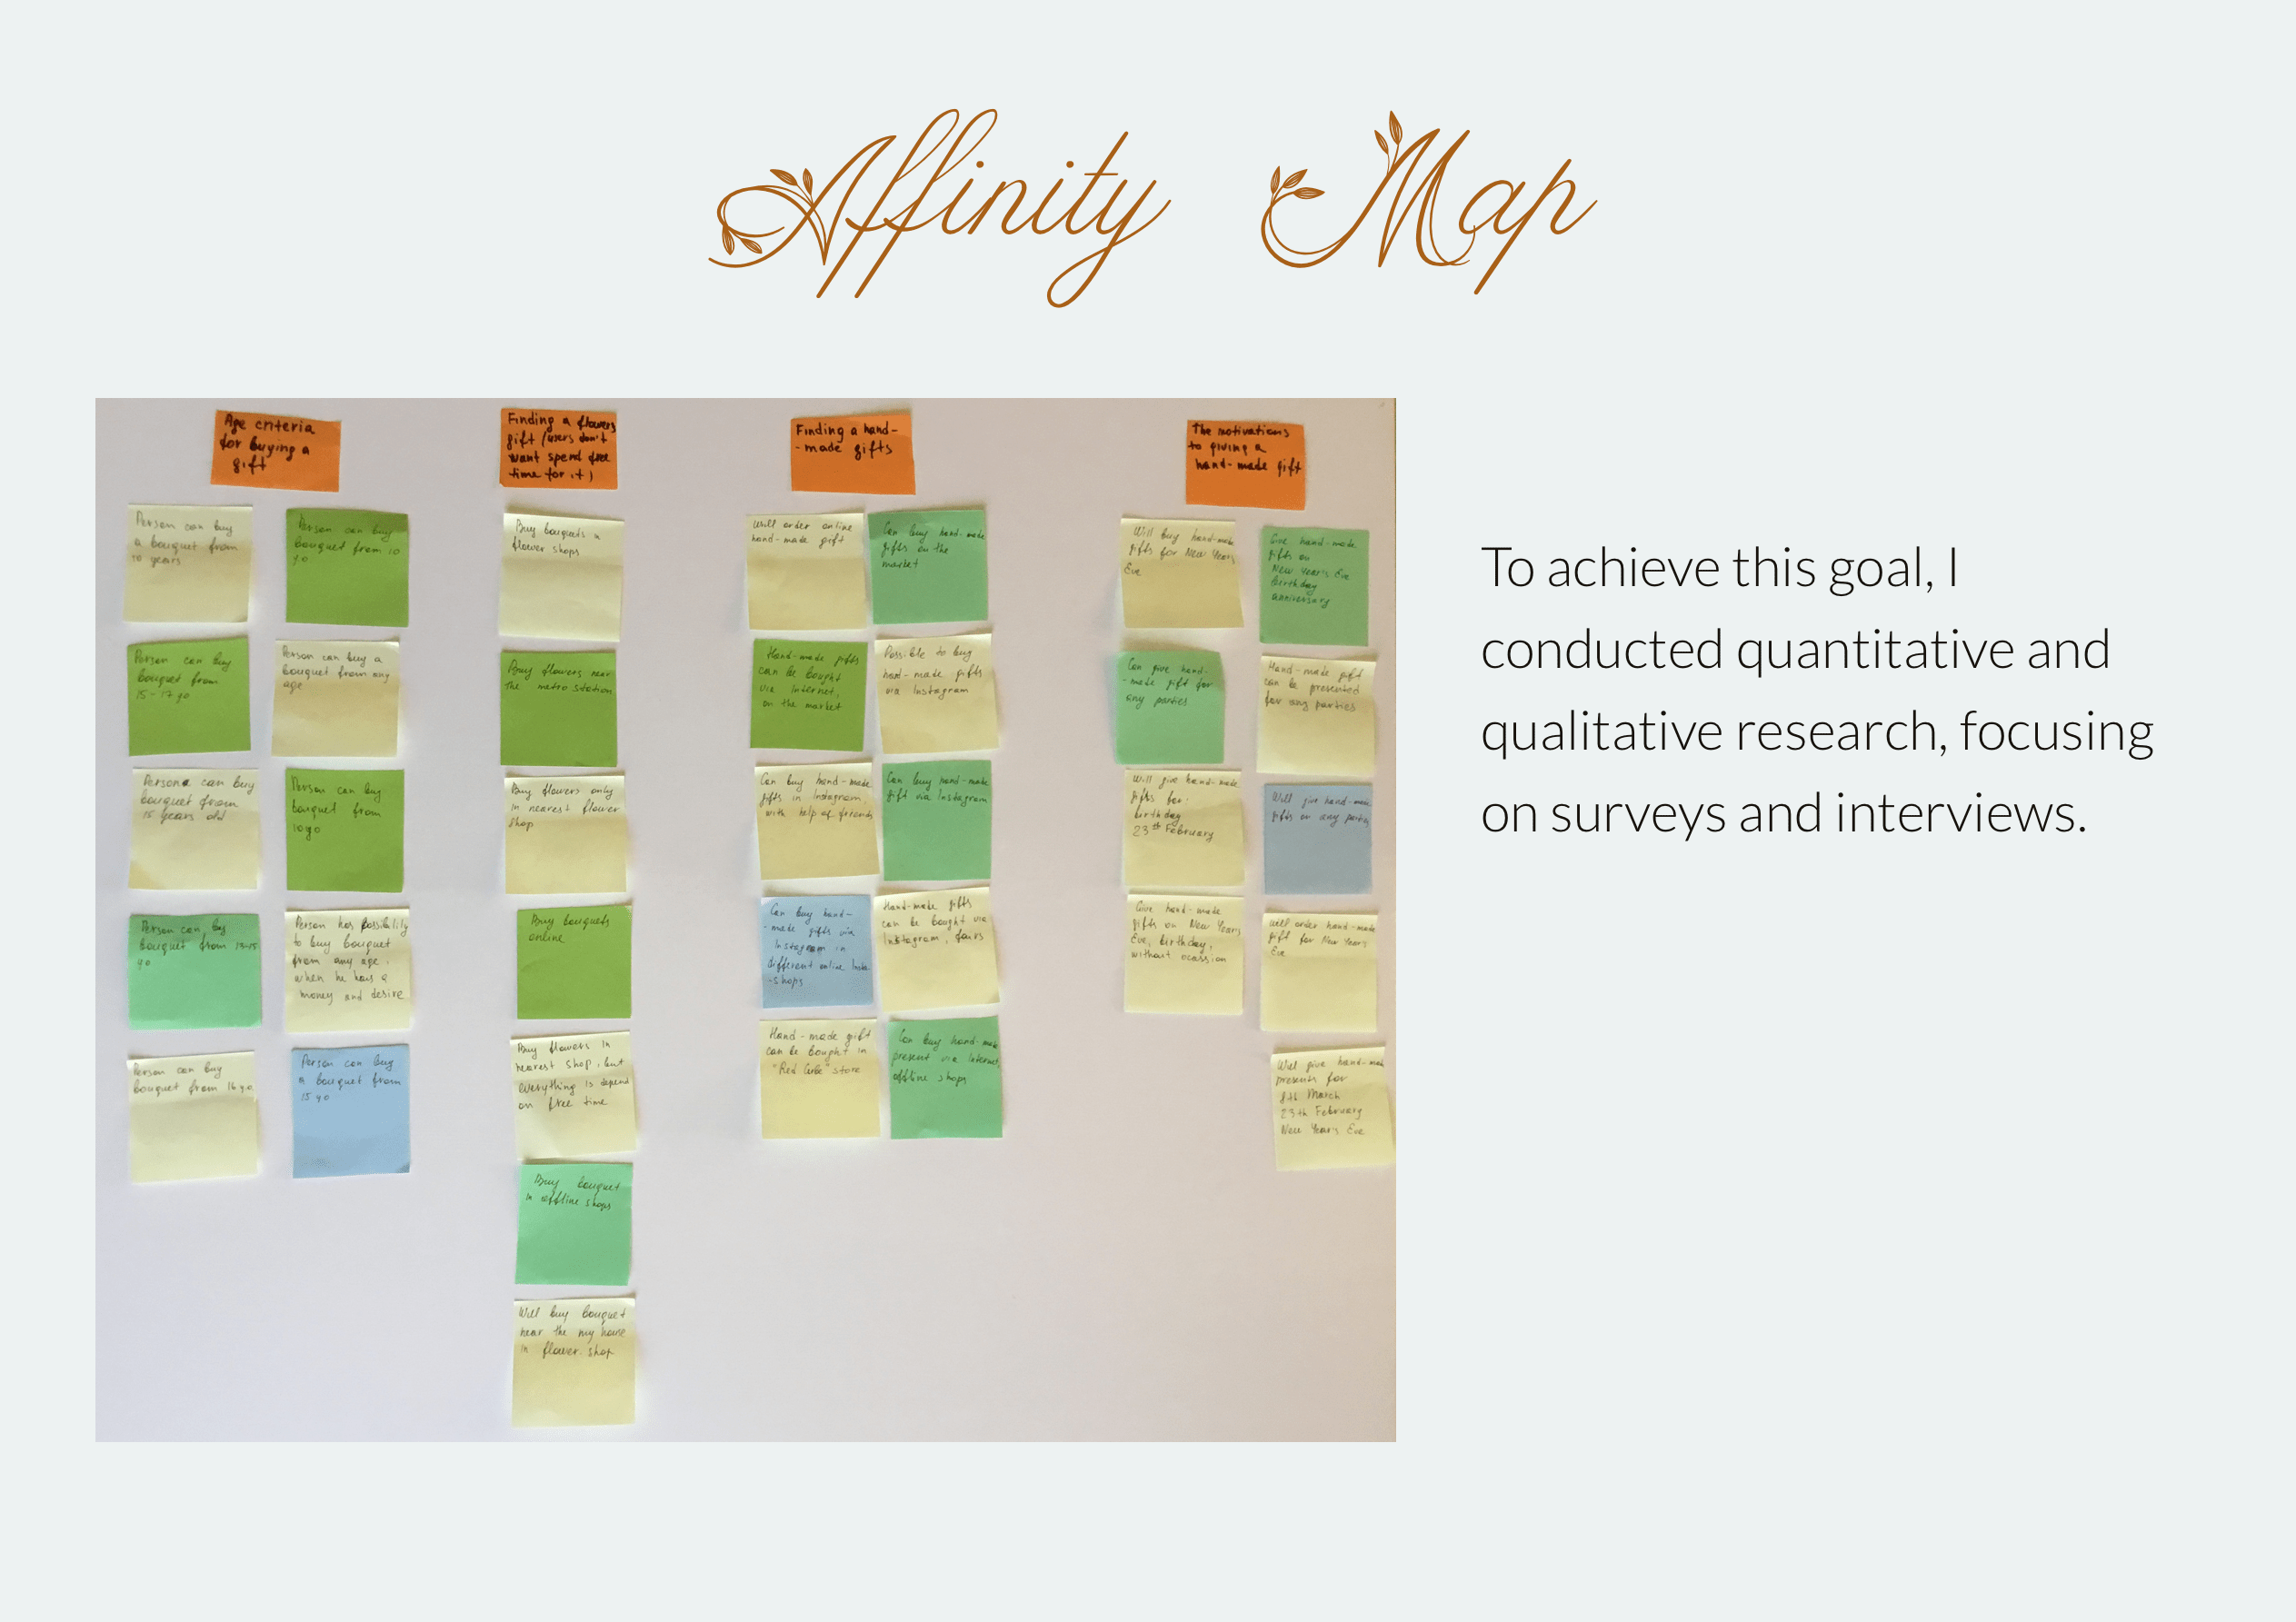 Affinity Map
Age criteria
for buying a
gift
Person can buy
a bouquet from
10 years
Person can buy
bouquet from 10
yo
Person can buy
bouquet from
15-17 yo
Person can buy a
bouquet from any
age
Person can buy
bouquet from
15 years old
Person can buy
bouquet from
10yo
Person can buy
bouquet from 13-15
yo
Person has possibility
to buy bouquet
from any age,
when he has a
money and desire
Person can buy
bouquet from 16 y.o.
Person can buy
a bouquet from
15 yo
Finding a flowers
gift (users don't
want spend free
time for it)
Buy bouquets in
flower shops
Buy flowers near
the metro station
Buy flowers only
in nearest flower
shop
Buy bouquets
online
Buy flowers in
nearest shop, but
everything is depend
on free time
Buy bouquet
in offline shops
Will buy bouquet
near the my house
in flower shop
Finding a hand-
-made gifts
Will order online
hand-made gift
Can buy hand-made
gifts on the
market
Hand-made gifts
can be bought
via internet,
on the market
Possible to buy
hand-made gifts
via Instagram
Can buy hand-made
gifts in Instagram,
with help of friends
Can buy hand-made
gift via Instagram
Can buy hand-
-made gifts via
Instagram in
different online Insta
-shops
Hand-made gifts
can be bought via
Instagram, fairs
Hand-made gift
can be bought in
"Red Cube" store
Can buy hand-made
present via Internet,
offline shops
The motivations
to giving a
hand-made gift
Will buy hand-made
gifts for New Years
Eve
Give hand-made
gifts on
New Year's Eve
Birthday
anniversary
Can give hand-
-made gift for
any parties
Hand-made gift
can be presented
for any parties
Will give hand-made
gifts for:
birthday
23th February
Will give hand-made
gifts on any parties
Give hand-made
gifts on New Years
Eve, birthday,
without ocassion
Will order hand-made
gift for New Year's
Eve
Will give hand-made
presents for
8th March
23th February
New Year's Eve
To achieve this goal, I
conducted quantitative and
qualitative research, focusing
on surveys and interviews.